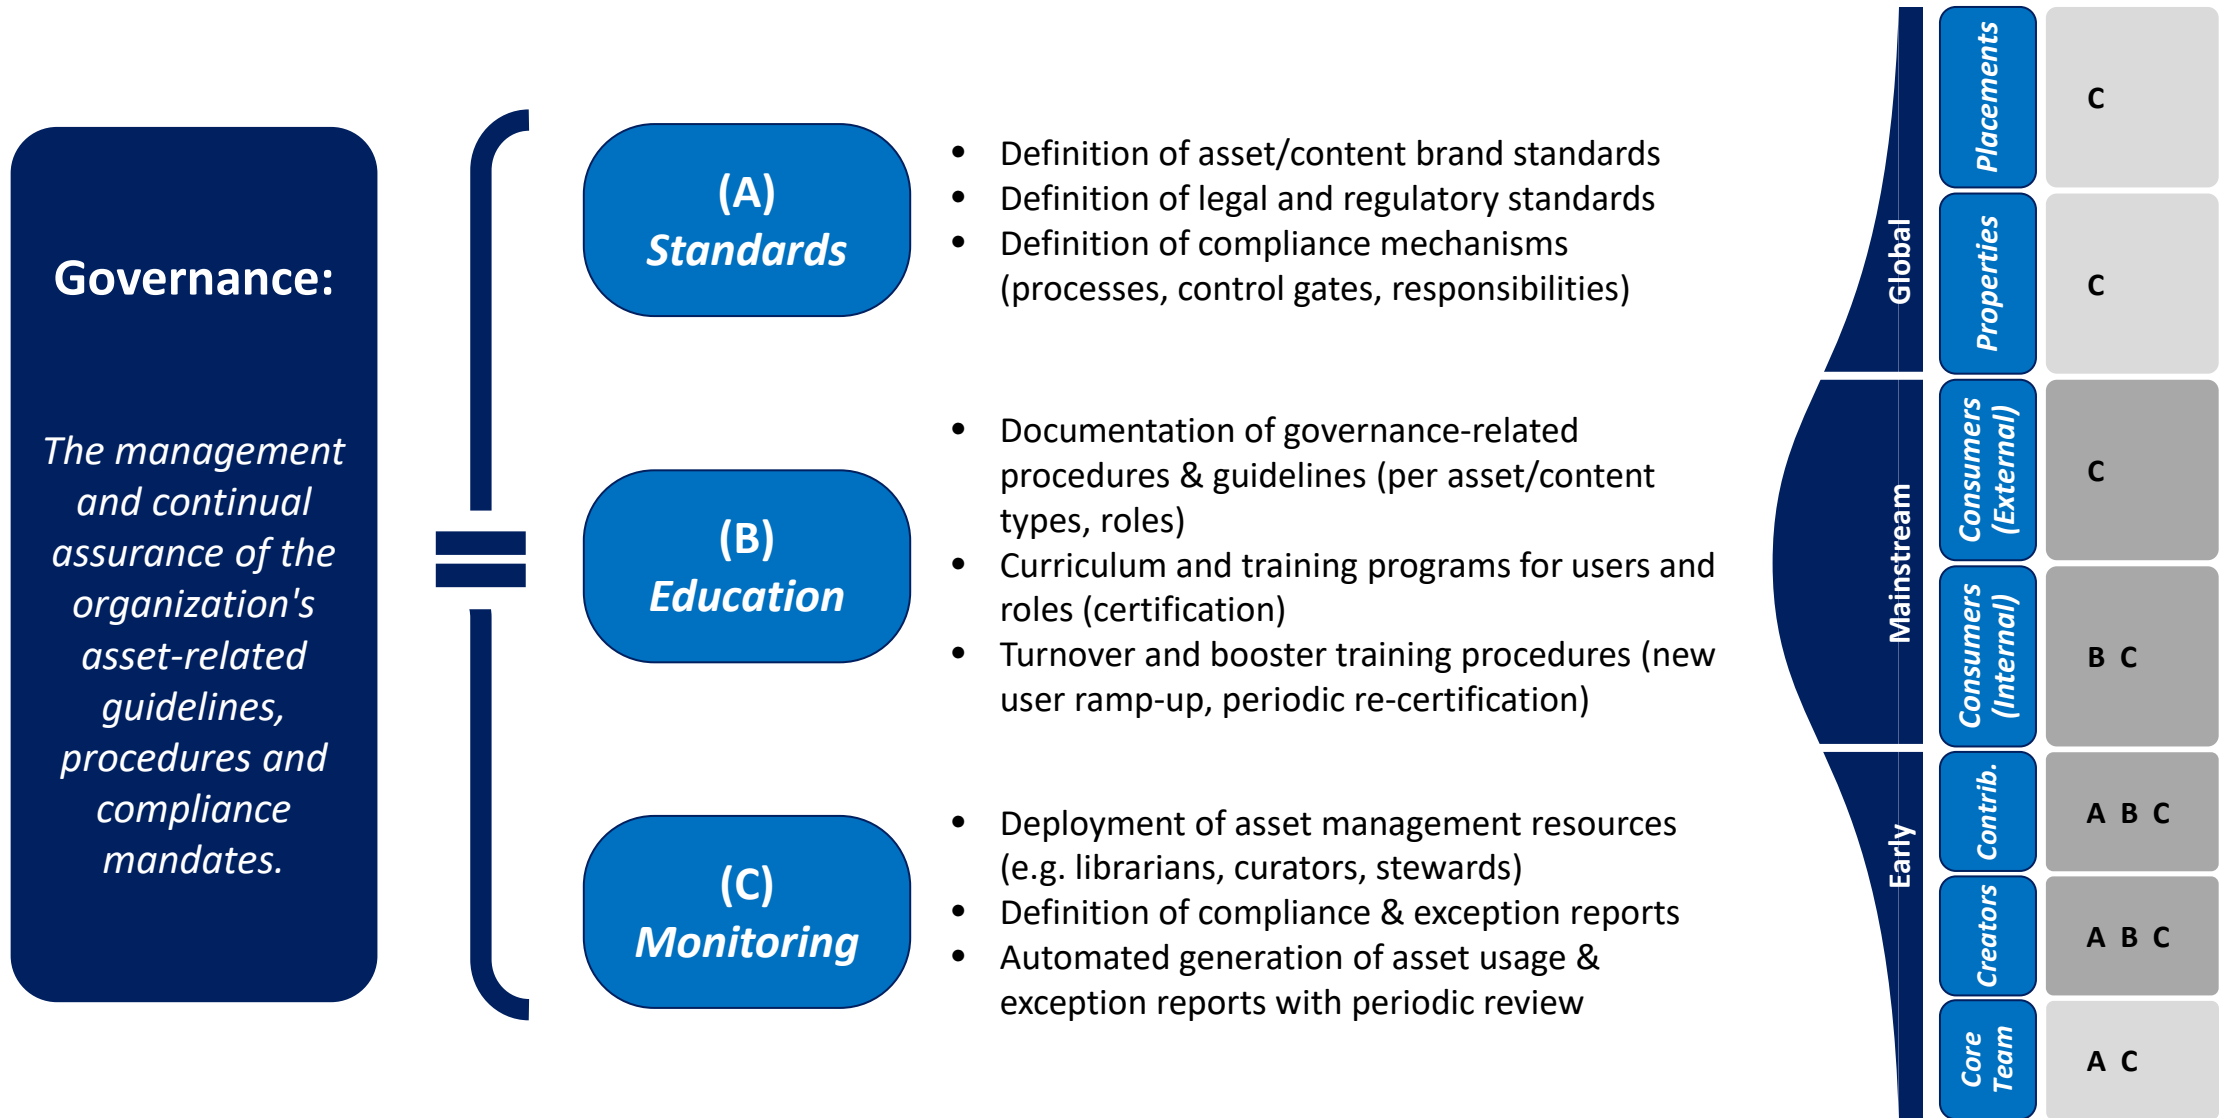 Governance:
The management
and continual
assurance of the
organization's
asset-related
guidelines,
procedures and
compliance
mandates.
(A)
Standards
• Definition of asset/content brand standards
• Definition of legal and regulatory standards
• Definition of compliance mechanisms
(processes, control gates, responsibilities)
(B)
Education
• Documentation of governance-related
procedures & guidelines (per asset/content
types, roles)
• Curriculum and training programs for users and
roles (certification)
• Turnover and booster training procedures (new
user ramp-up, periodic re-certification)
(C)
Monitoring
• Deployment of asset management resources
(e.g. librarians, curators, stewards)
• Definition of compliance & exception reports
• Automated generation of asset usage &
exception reports with periodic review
Global
Placements
C
Properties
C
Mainstream
Consumers
(External)
C
Consumers
(Internal)
B C
Early
Contrib.
A B C
Creators
A B C
Core
Team
A C